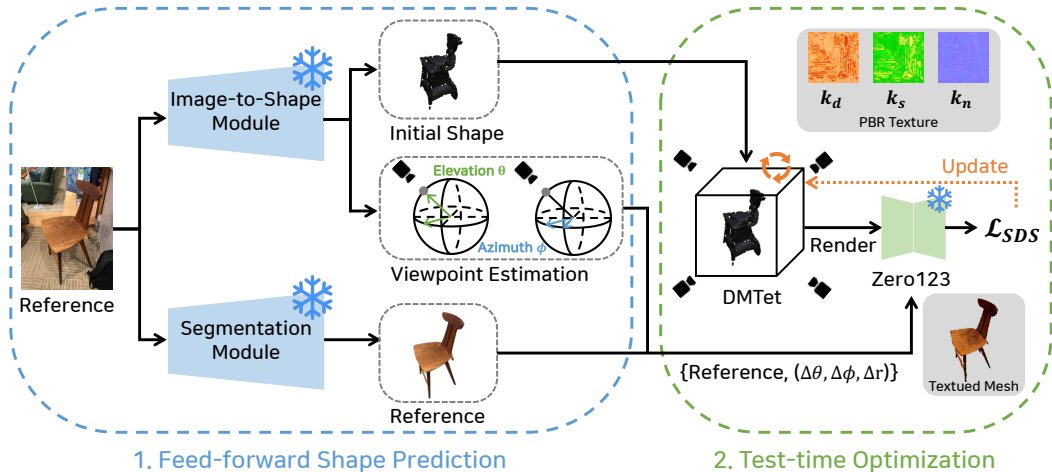 Image-to-Shape
Module
Initial Shape
Elevation θ
Azimuth ϕ
Viewpoint Estimation
Reference
Segmentation
Module
Reference
1. Feed-forward Shape Prediction
k_d
k_s
k_n
PBR Texture
Update
Render
DMTet
Zero123
ℒ_SDS
{Reference, (Δθ, Δϕ, Δr)}
Textued Mesh
2. Test-time Optimization